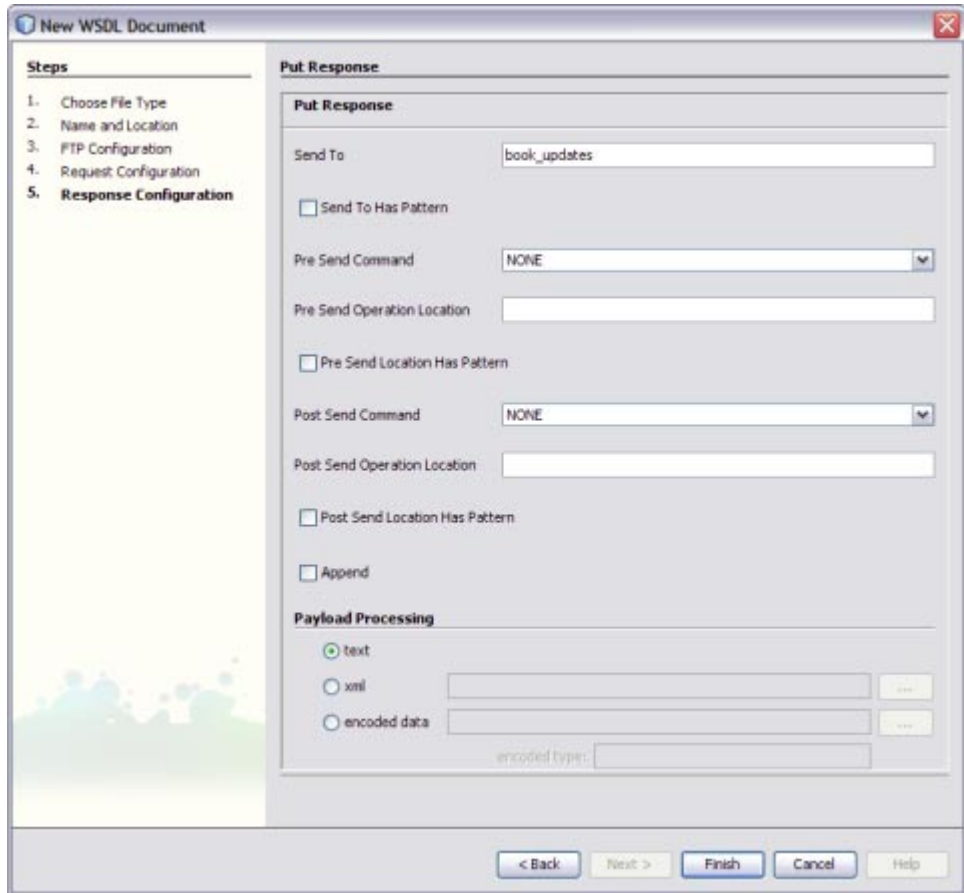 New WSDL Document
Steps
1. Choose File Type
2. Name and Location
3. FTP Configuration
4. Request Configuration
5. Response Configuration
Put Response
Put Response
Send To
book_updates
Send To Has Pattern
Pre Send Command
NONE
Pre Send Operation Location
Pre Send Location Has Pattern
Post Send Command
NONE
Post Send Operation Location
Post Send Location Has Pattern
Append
Payload Processing
text
xml
...
encoded data
...
encoded type:
< Back
Next >
Finish
Cancel
Help